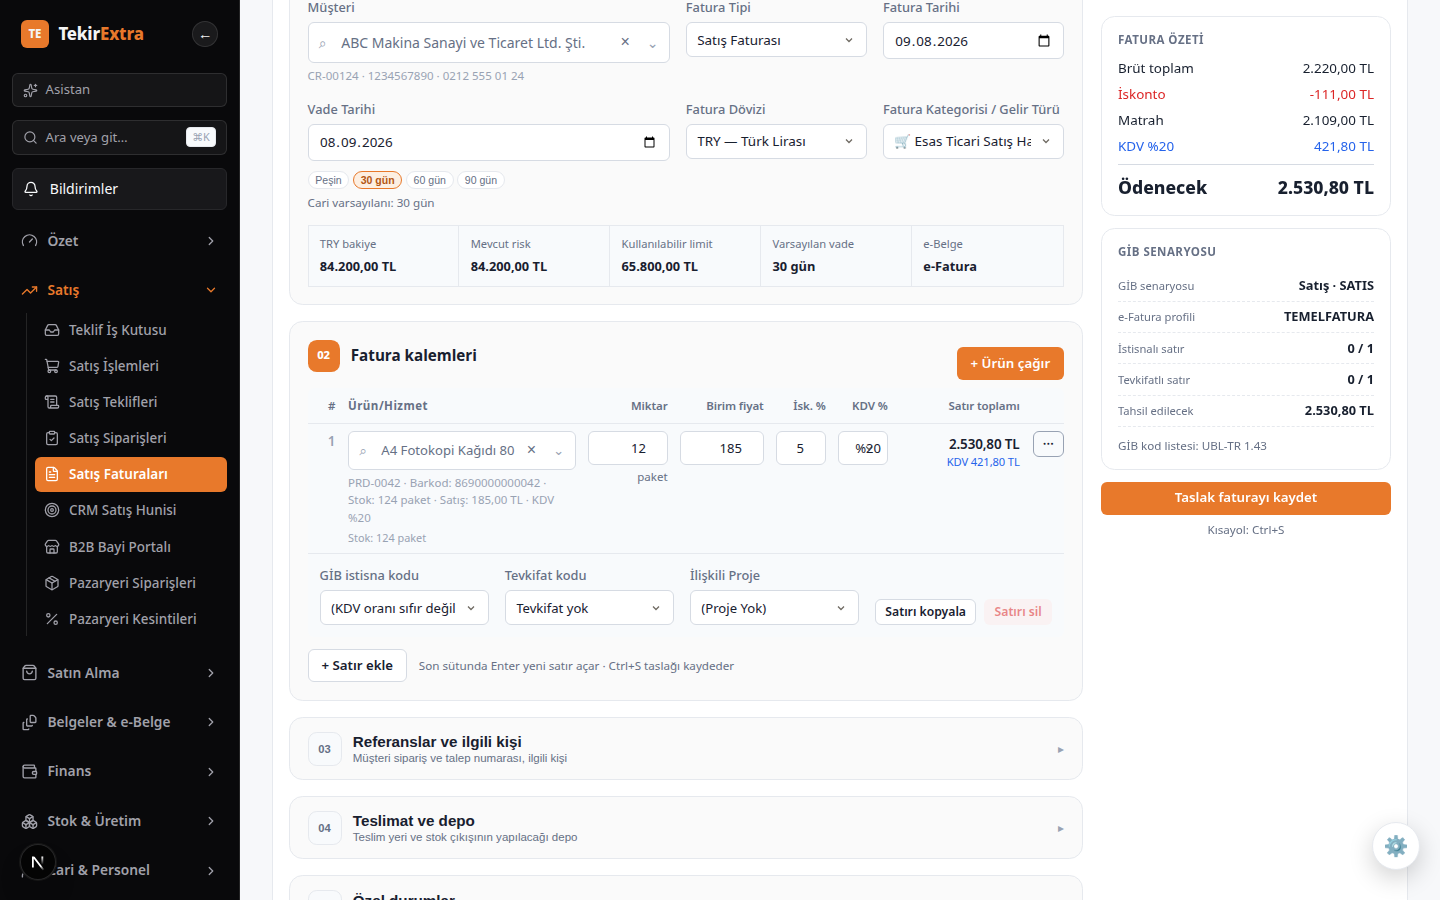 TE TekirExtra ←
Asistan
Ara veya git... ⌘K
Bildirimler
Özet
Satış
Teklif İş Kutusu
Satış İşlemleri
Satış Teklifleri
Satış Siparişleri
Satış Faturaları
CRM Satış Hunisi
B2B Bayi Portalı
Pazaryeri Siparişleri
Pazaryeri Kesintileri
Satın Alma
Belgeler & e-Belge
Finans
Stok & Üretim
N & Personel
Müşteri Fatura Tipi Fatura Tarihi
ABC Makina Sanayi ve Ticaret Ltd. Şti. × Satış Faturası 09.08.2026
CR-00124 · 1234567890 · 0212 555 01 24
Vade Tarihi Fatura Dövizi Fatura Kategorisi / Gelir Türü
08.09.2026 TRY — Türk Lirası 🛒 Esas Ticari Satış Ha
Peşin 30 gün 60 gün 90 gün
Cari varsayılanı: 30 gün
TRY bakiye Mevcut risk Kullanılabilir limit Varsayılan vade e-Belge
84.200,00 TL 84.200,00 TL 65.800,00 TL 30 gün e-Fatura
02 Fatura kalemleri
+ Ürün çağır
# Ürün/Hizmet Miktar Birim fiyat İsk. % KDV % Satır toplamı
1 A4 Fotokopi Kağıdı 80 × 12 185 5 %20 2.530,80 TL ···
paket KDV 421,80 TL
PRD-0042 · Barkod: 8690000000042 ·
Stok: 124 paket · Satış: 185,00 TL · KDV
%20
Stok: 124 paket
GİB istisna kodu Tevkifat kodu İlişkili Proje
(KDV oranı sıfır değil Tevkifat yok (Proje Yok) Satırı kopyala Satırı sil
+ Satır ekle Son sütunda Enter yeni satır açar · Ctrl+S taslağı kaydeder
03 Referanslar ve ilgili kişi
Müşteri sipariş ve talep numarası, ilgili kişi
04 Teslimat ve depo
Teslim yeri ve stok çıkışının yapılacağı depo
FATURA ÖZETİ
Brüt toplam 2.220,00 TL
İskonto -111,00 TL
Matrah 2.109,00 TL
KDV %20 421,80 TL
Ödenecek 2.530,80 TL
GİB SENARYOSU
GİB senaryosu Satış · SATIS
e-Fatura profili TEMELFATURA
İstisnalı satır 0 / 1
Tevkifatlı satır 0 / 1
Tahsil edilecek 2.530,80 TL
GİB kod listesi: UBL-TR 1.43
Taslak faturayı kaydet
Kısayol: Ctrl+S